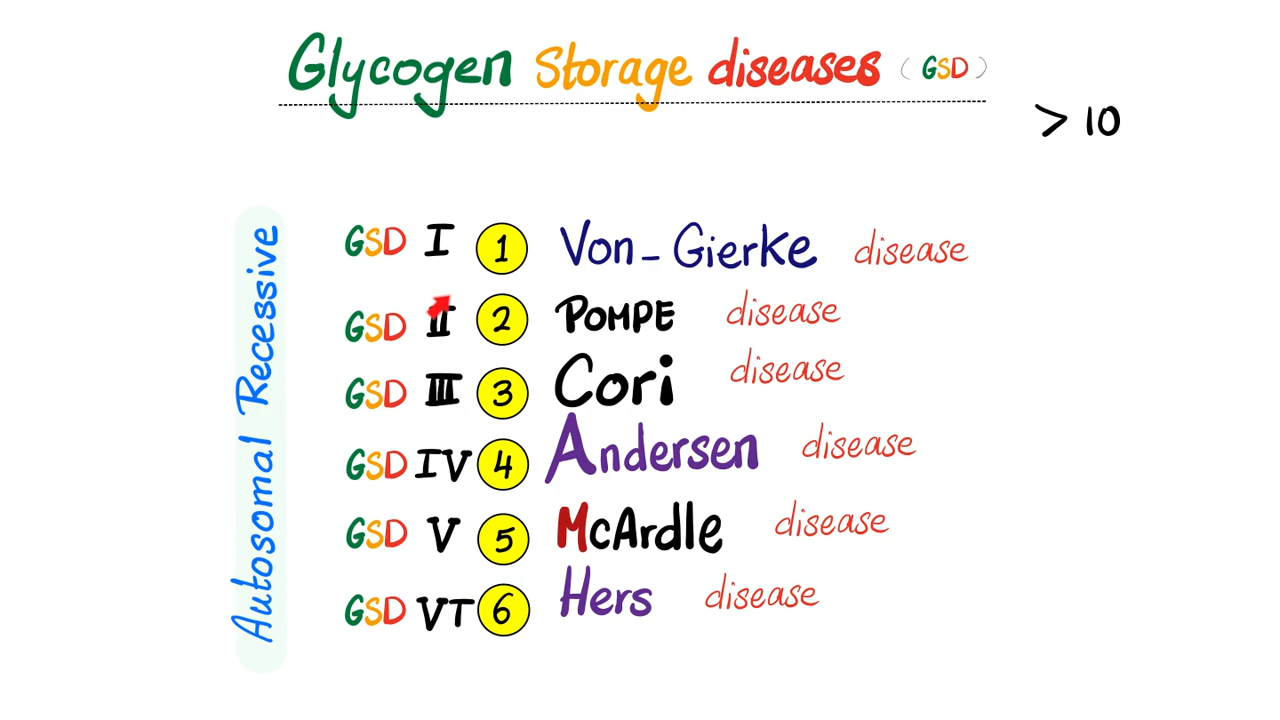 Glycogen Storage diseases (GSD)
> 10
Autosomal Recessive
GSD I 1 Von-Gierke disease
GSD II 2 POMPE disease
GSD III 3 Cori disease
GSD IV 4 Andersen disease
GSD V 5 McArdle disease
GSD VI 6 Hers disease